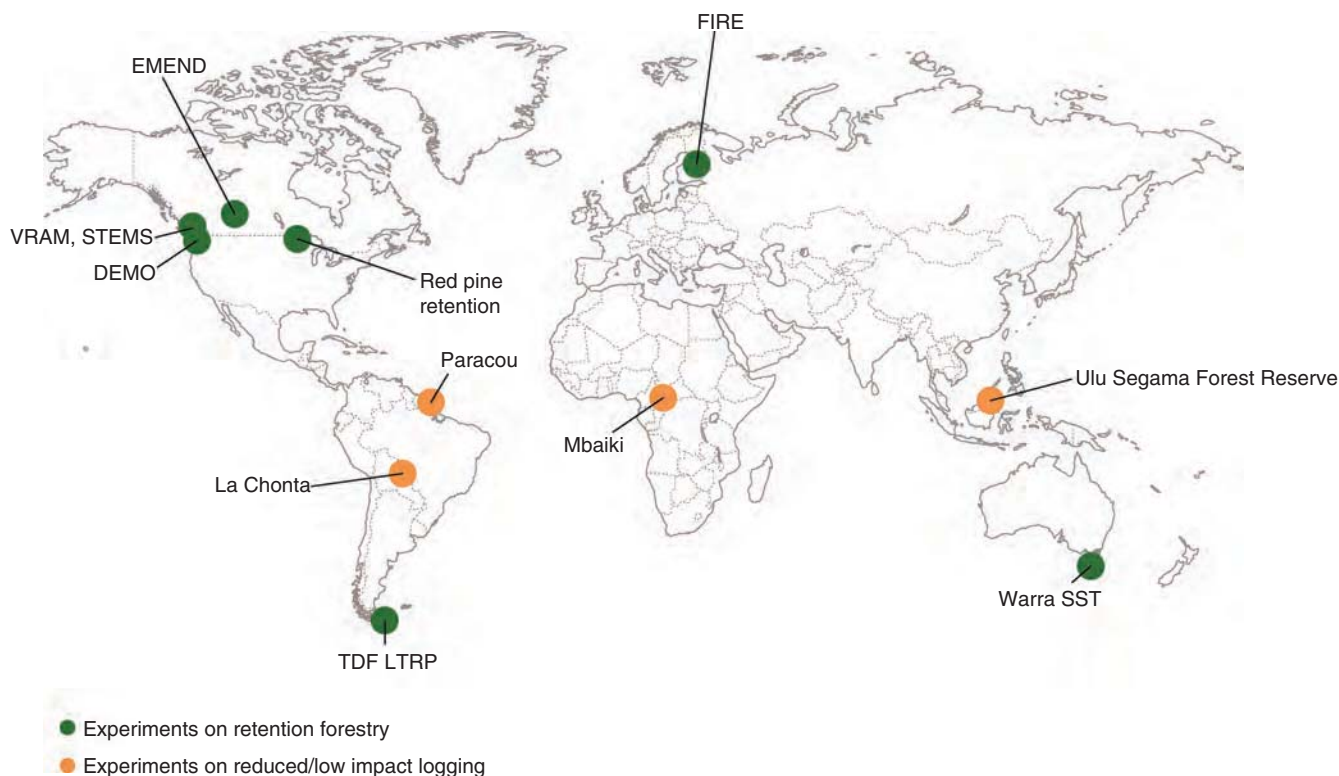 FIRE
EMEND
VRAM, STEMS
DEMO
Red pine
retention
Paracou
Ulu Segama Forest Reserve
Mbaiki
La Chonta
Warra SST
TDF LTRP
Experiments on retention forestry
Experiments on reduced/low impact logging